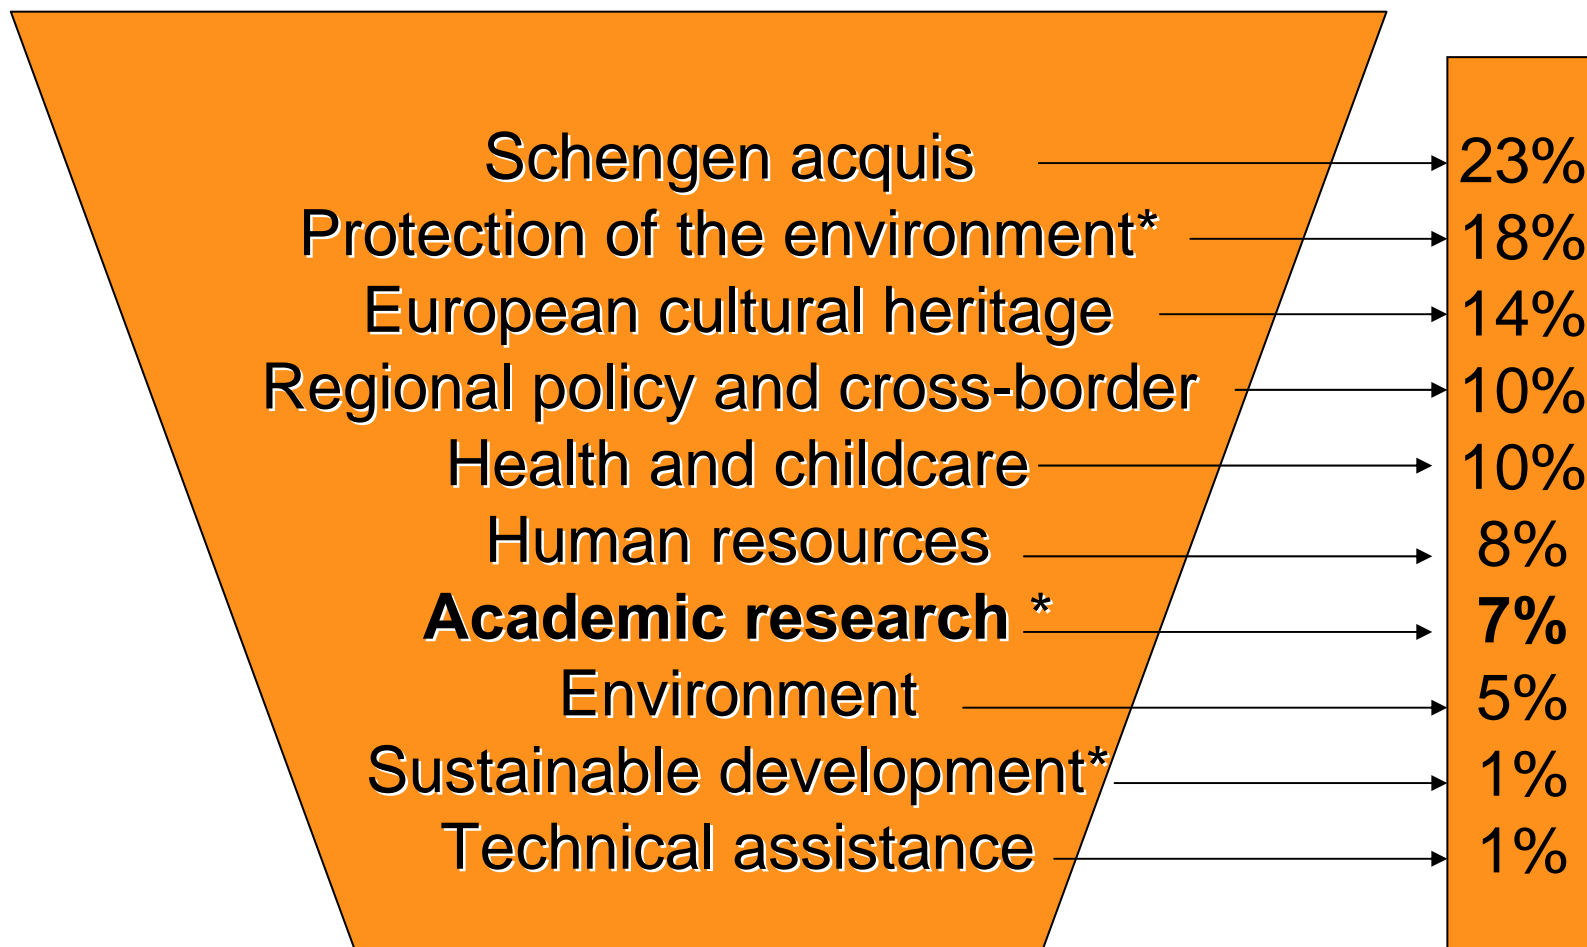 Schengen acquis 23%
Protection of the environment* 18%
European cultural heritage 14%
Regional policy and cross-border 10%
Health and childcare 10%
Human resources 8%
Academic research * 7%
Environment 5%
Sustainable development* 1%
Technical assistance 1%